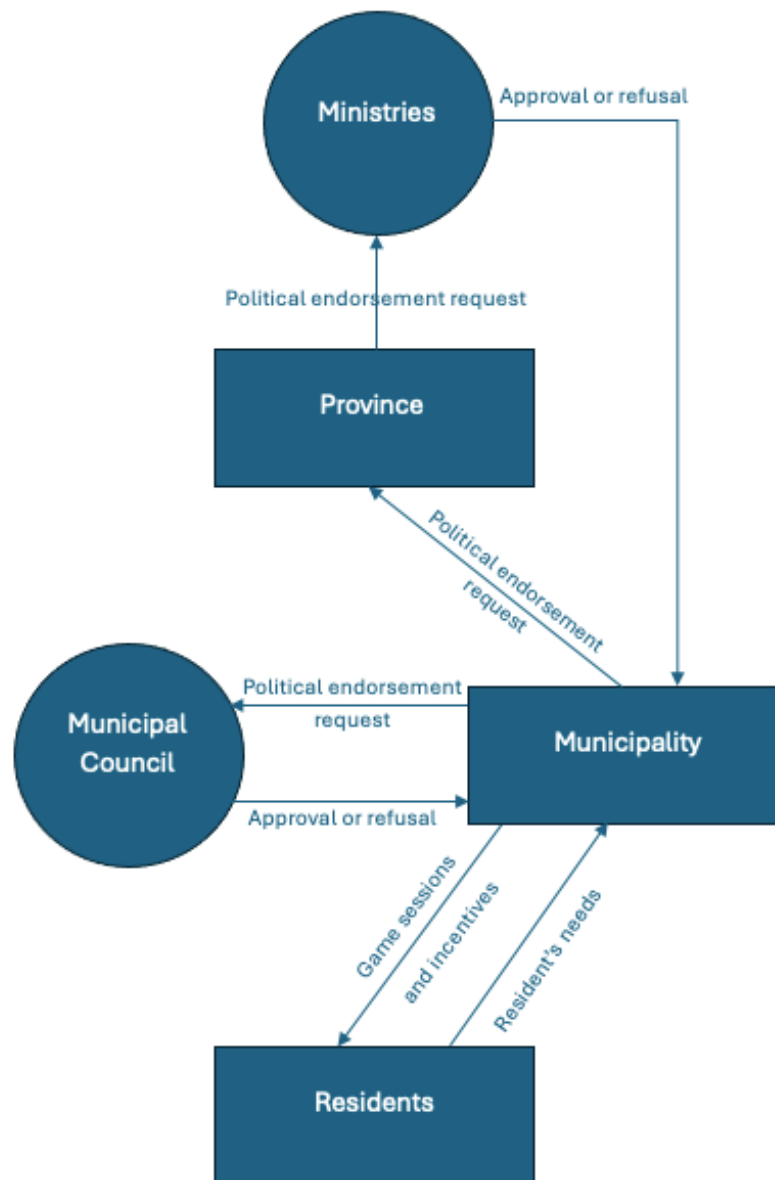 Ministries
Approval or refusal
Political endorsement request
Province
Political endorsement
request
Political endorsement
request
Municipal
Council
Municipality
Approval or refusal
Game sessions
and incentives
Resident's needs
Residents